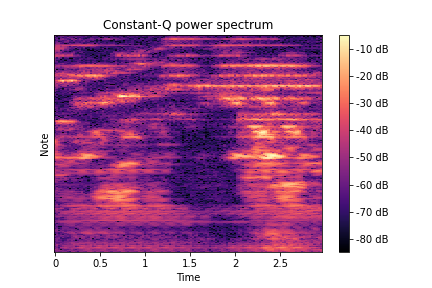 Constant-Q power spectrum
Note
-10 dB
-20 dB
-30 dB
-40 dB
-50 dB
-60 dB
-70 dB
-80 dB
0 0.5 1 1.5 2 2.5
Time